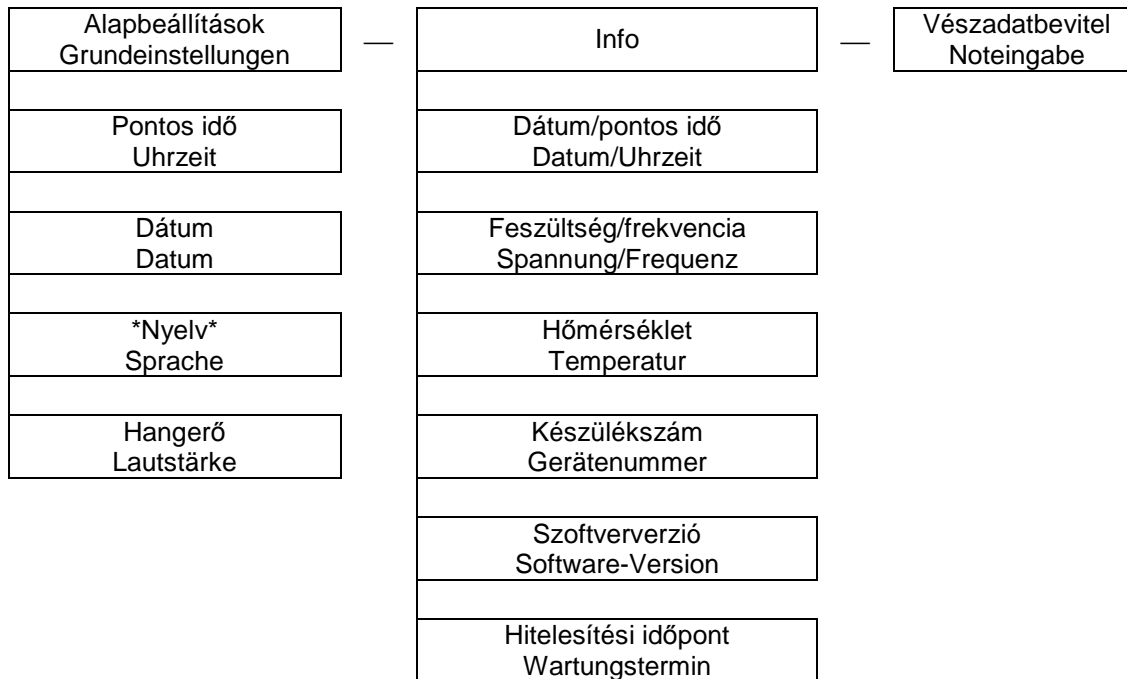 Alapbeállítások
Grundeinstellungen
—
Info
—
Vészadatbevitel
Noteingabe
Pontos idő
Uhrzeit
Dátum/pontos idő
Datum/Uhrzeit
Dátum
Datum
Feszültség/frekvencia
Spannung/Frequenz
*Nyelv*
Sprache
Hőmérséklet
Temperatur
Hangerő
Lautstärke
Készülékszám
Gerätenummer
Szoftververzió
Software-Version
Hitelesítési időpont
Wartungstermin